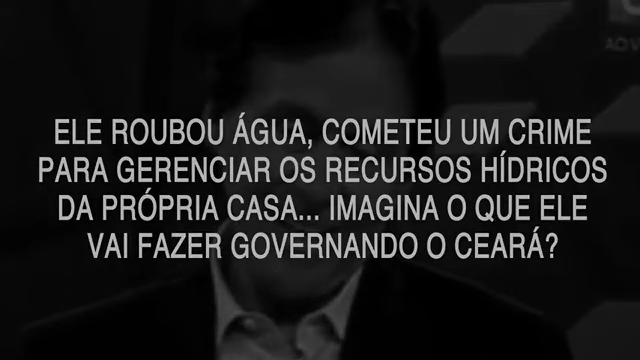 ELE ROUBOU ÁGUA, COMETEU UM CRIME
PARA GERENCIAR OS RECURSOS HÍDRICOS
DA PRÓPRIA CASA... IMAGINA O QUE ELE
VAI FAZER GOVERNANDO O CEARÁ?